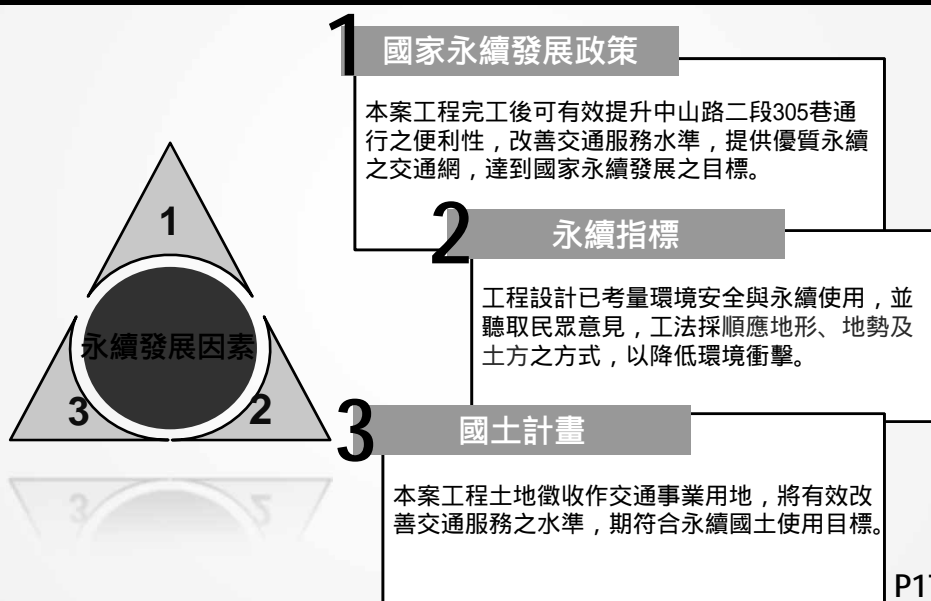 1 國家永續發展政策
本案工程完工後可有效提升中山路二段305巷通
行之便利性，改善交通服務水準，提供優質永續
之交通網，達到國家永續發展之目標。
2 永續指標
工程設計已考量環境安全與永續使用，並
聽取民眾意見，工法採順應地形、地勢及
土方之方式，以降低環境衝擊。
3 國土計畫
本案工程土地徵收作交通事業用地，將有效改
善交通服務之水準，期符合永續國土使用目標。
1
永續發展因素
3
2
P17